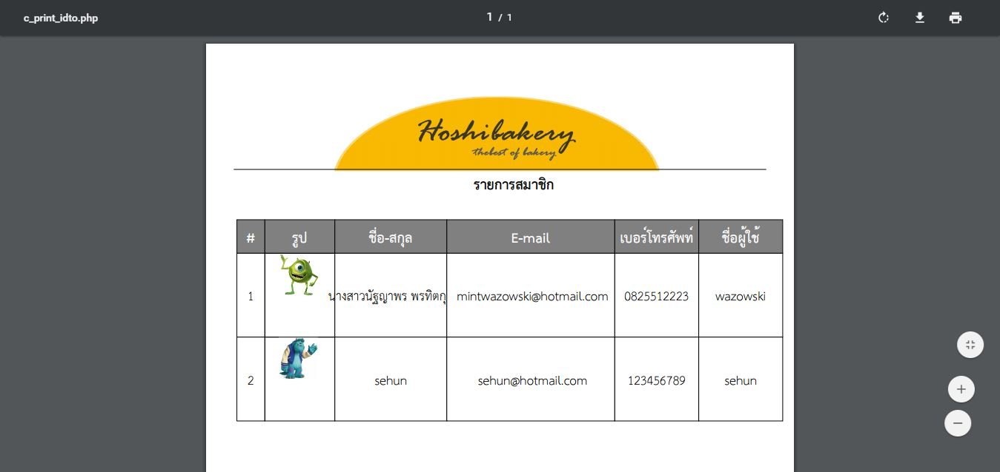 c_print_idto.php
1 / 1
Hoshibakery
thebest of bakery
รายการสมาชิก
# รูป ชื่อ-สกุล E-mail เบอร์โทรศัพท์ ชื่อผู้ใช้
1 นางสาวนัฐญาพร พรทิตกุ mintwazowski@hotmail.com 0825512223 wazowski
2 sehun sehun@hotmail.com 123456789 sehun